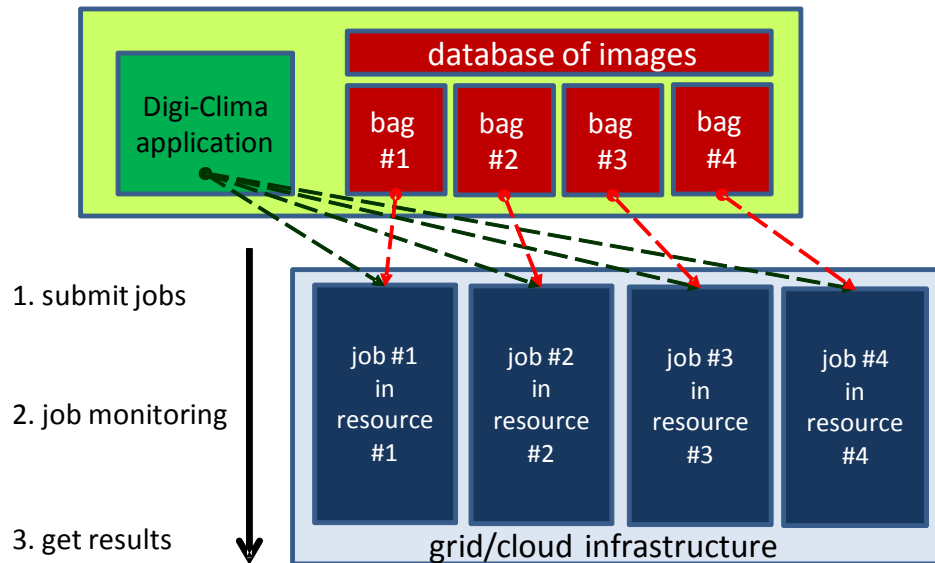 database of images
Digi-Clima
application
bag
#1
bag
#2
bag
#3
bag
#4
1. submit jobs
2. job monitoring
3. get results
job #1
in
resource
#1
job #2
in
resource
#2
job #3
in
resource
#3
job #4
in
resource
#4
grid/cloud infrastructure